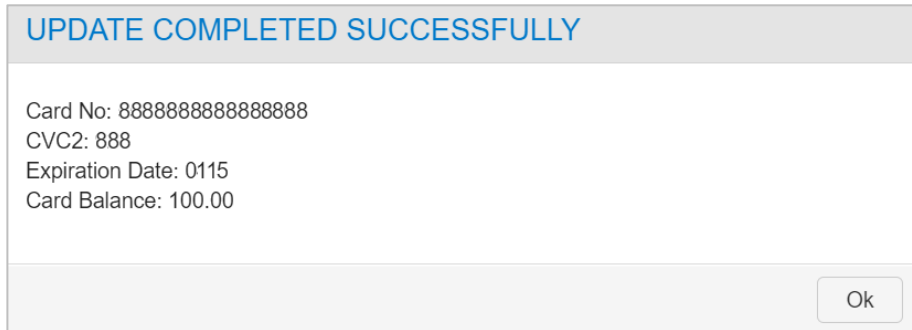 UPDATE COMPLETED SUCCESSFULLY
Card No: 8888888888888888
CVC2: 888
Expiration Date: 0115
Card Balance: 100.00
Ok